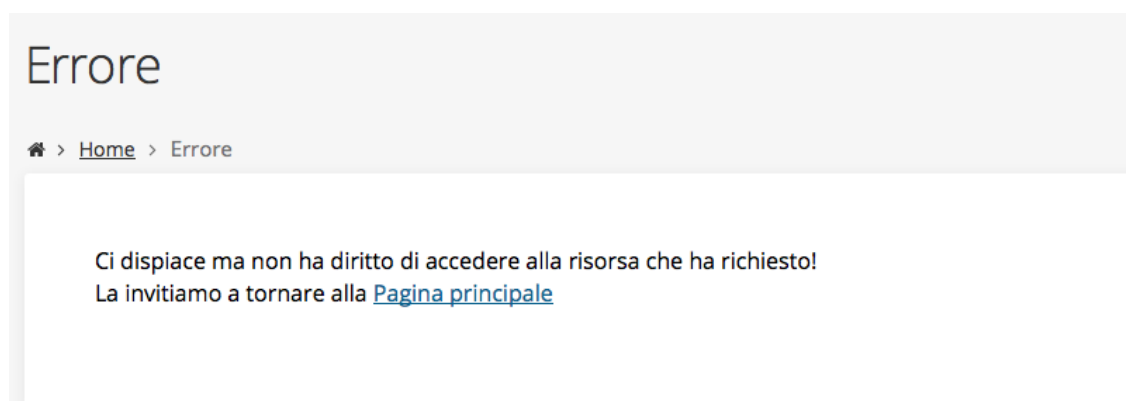 Errore
> Home > Errore
Ci dispiace ma non ha diritto di accedere alla risorsa che ha richiesto!
La invitiamo a tornare alla Pagina principale